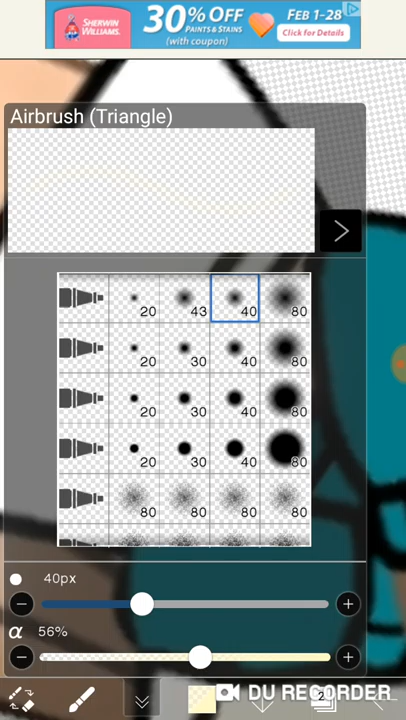 SHERWIN
WILLIAMS.
30% OFF
PAINTS & STAINS
(with coupon)
FEB 1-28
Click for Details
Airbrush (Triangle)
20 43 40 80
20 30 40 80
20 30 40 80
20 30 40 80
80 80 80 80
40px
α 56%
2
DU RECORDER